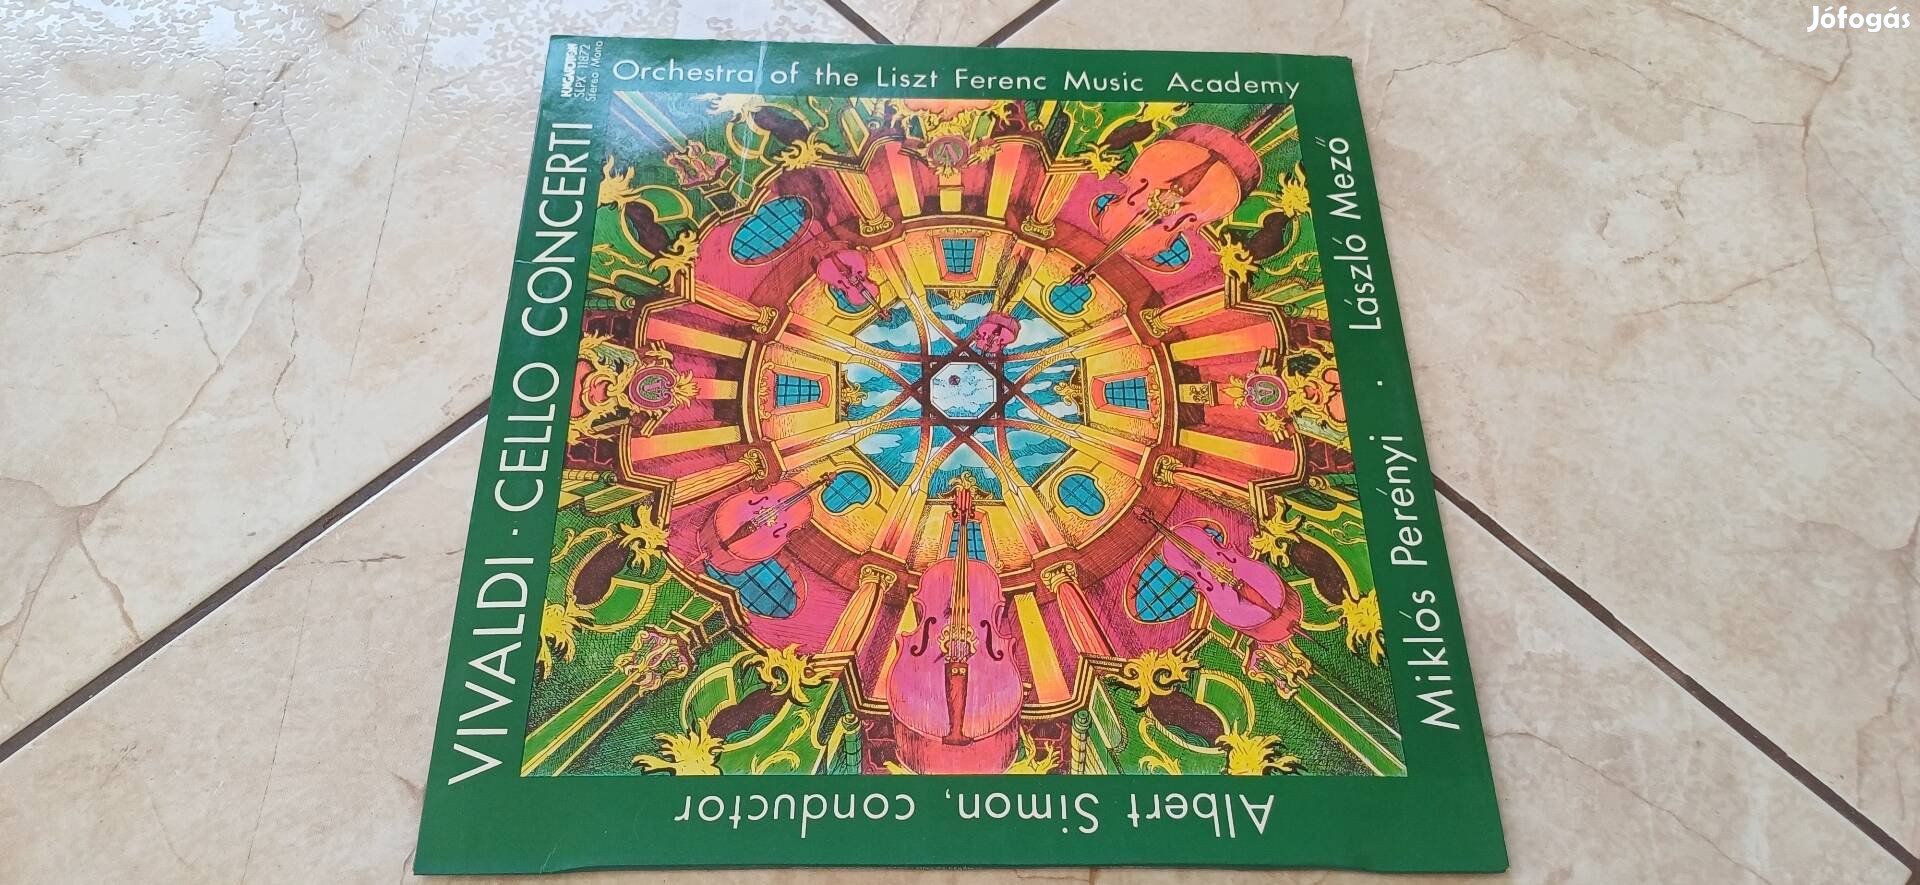 Jófogás
HUNGAROTON
SLPX 11872
Stereo/Mono
Orchestra of the Liszt Ferenc Music Academy
VIVALDI · CELLO CONCERTI
Miklós Perényi · László Mező
Albert Simon, conductor